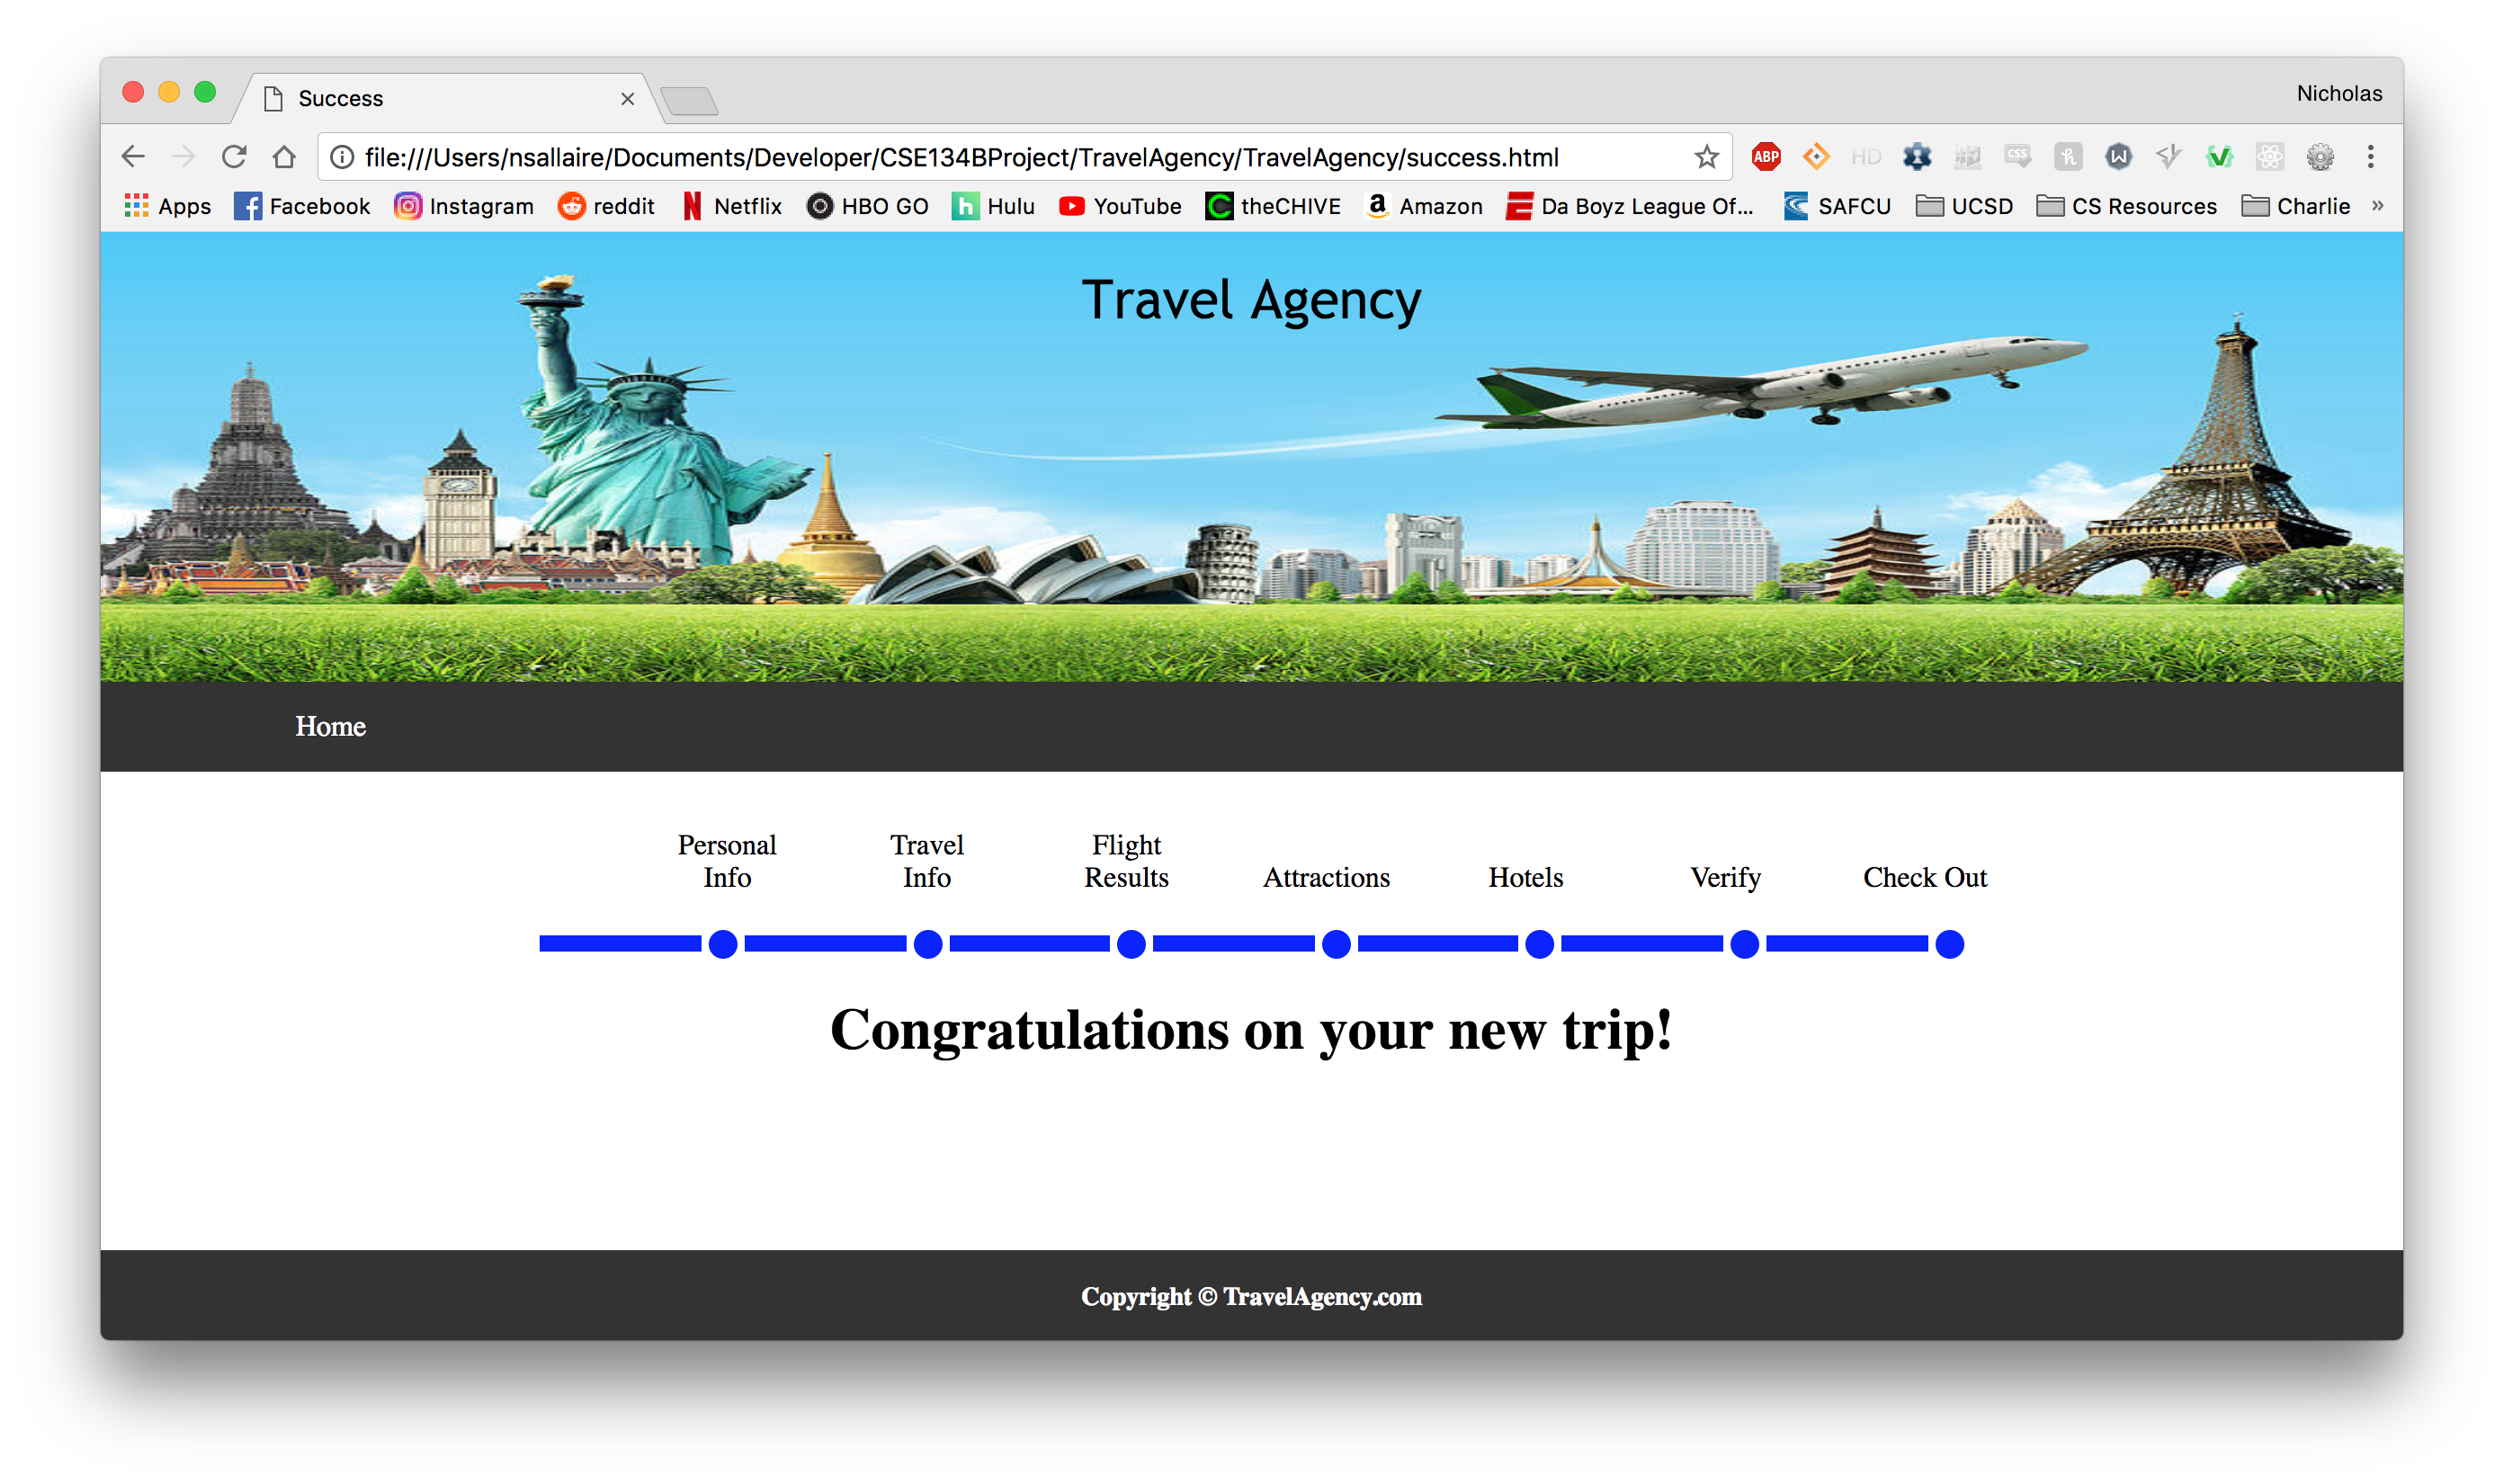 Success
Nicholas
file:///Users/nsallaire/Documents/Developer/CSE134BProject/TravelAgency/TravelAgency/success.html
ABP
HD
CSS
Apps Facebook Instagram reddit Netflix HBO GO Hulu YouTube theCHIVE Amazon Da Boyz League Of... SAFCU UCSD CS Resources Charlie »
Travel Agency
Home
Personal Info
Travel Info
Flight Results
Attractions
Hotels
Verify
Check Out
Congratulations on your new trip!
Copyright © TravelAgency.com